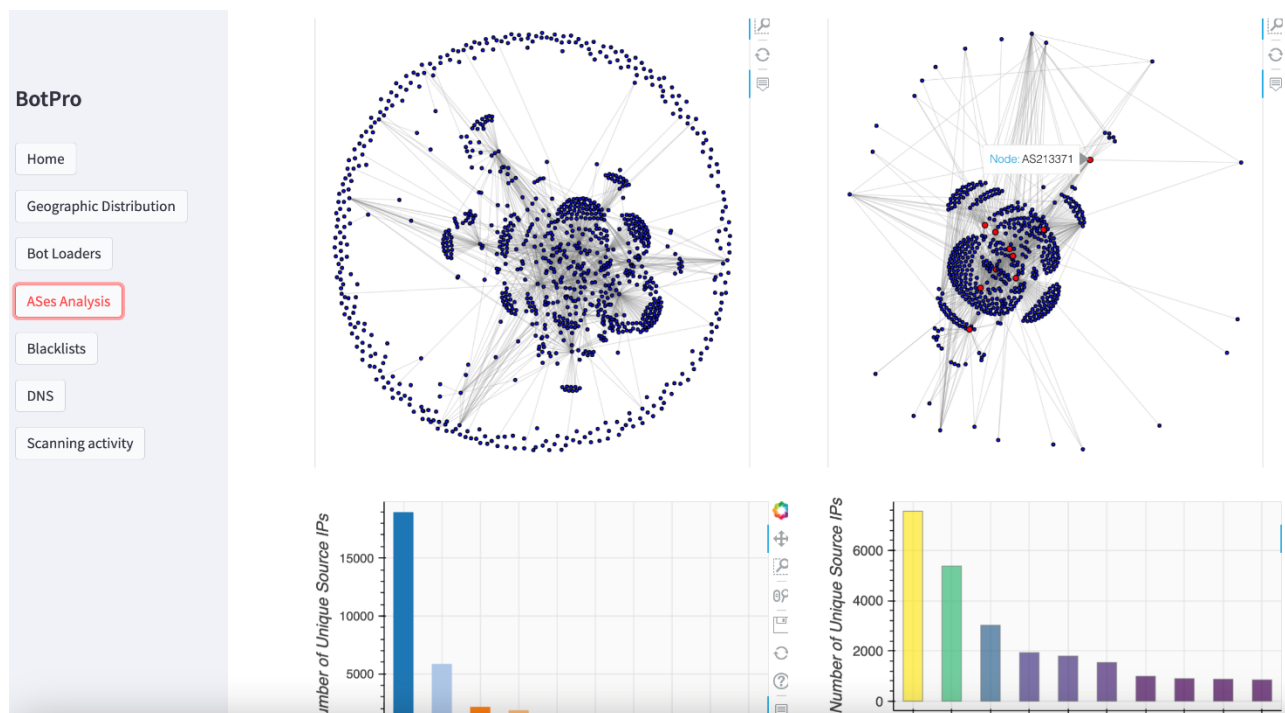 BotPro
Home
Geographic Distribution
Bot Loaders
ASes Analysis
Blacklists
DNS
Scanning activity
Node: AS213371
umber of Unique Source IPs
15000
10000
5000
Number of Unique Source IPs
6000
4000
2000
0